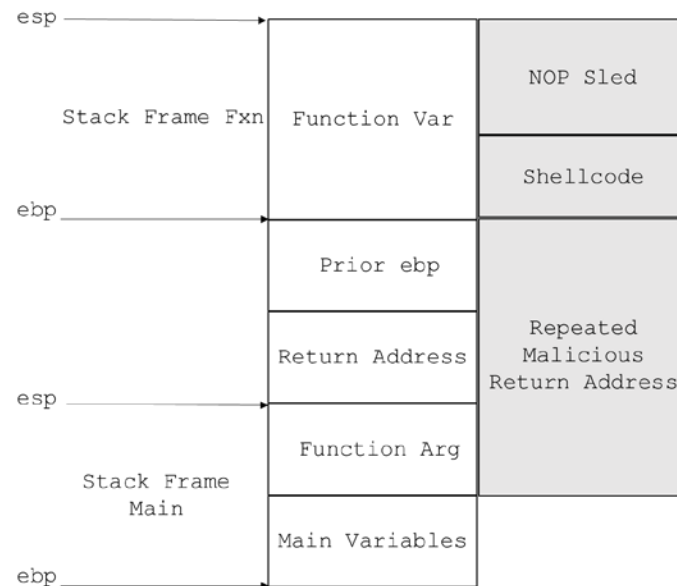 esp
NOP Sled
Stack Frame Fxn
Function Var
Shellcode
ebp
Prior ebp
Repeated
Malicious
Return Address
Return Address
esp
Function Arg
Stack Frame
Main
Main Variables
ebp